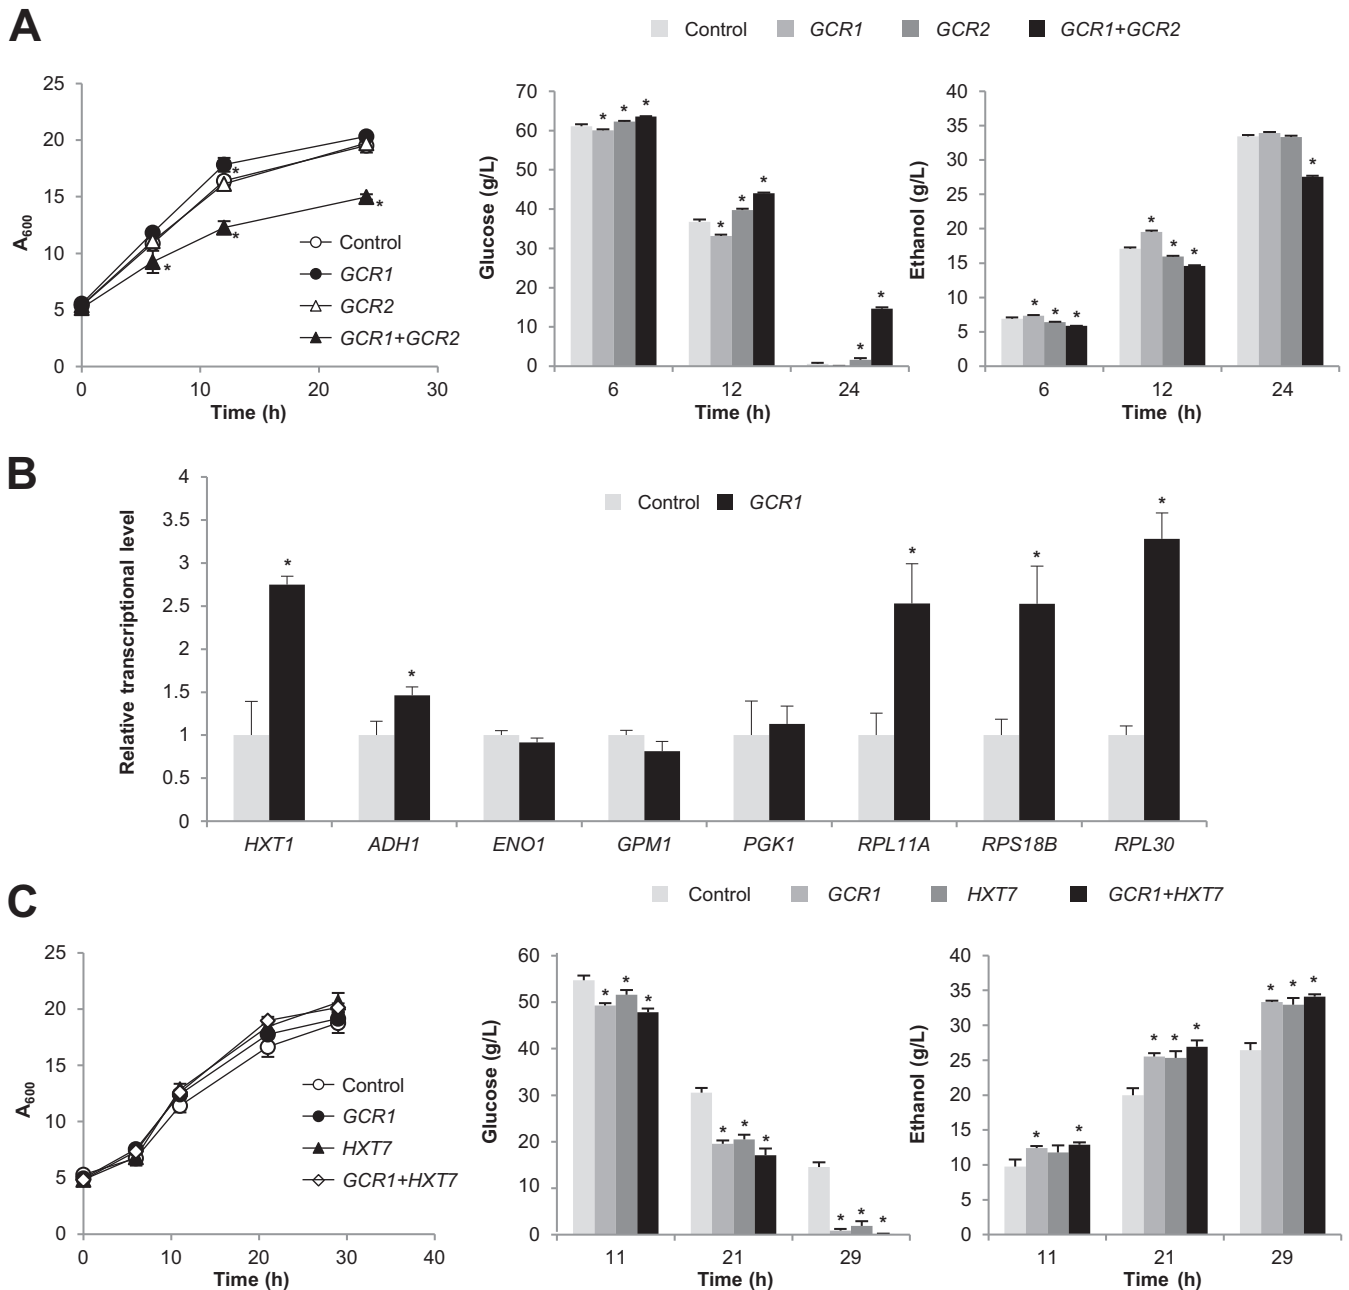 A
Control GCR1 GCR2 GCR1+GCR2
25
20
15
10
5
0
A600
0 10 20 30
Time (h)
Control
GCR1
GCR2
GCR1+GCR2
* * * *
70
60
50
40
30
20
10
0
Glucose (g/L)
6 12 24
Time (h)
* * * * * * * *
40
35
30
25
20
15
10
5
0
Ethanol (g/L)
6 12 24
Time (h)
* * * * * * *
B
Control GCR1
4
3.5
3
2.5
2
1.5
1
0.5
0
Relative transcriptional level
* * * * *
HXT1 ADH1 ENO1 GPM1 PGK1 RPL11A RPS18B RPL30
C
Control GCR1 HXT7 GCR1+HXT7
25
20
15
10
5
0
A600
0 10 20 30 40
Time (h)
Control
GCR1
HXT7
GCR1+HXT7
60
50
40
30
20
10
0
Glucose (g/L)
11 21 29
Time (h)
* * * * * * * * *
40
35
30
25
20
15
10
5
0
Ethanol (g/L)
11 21 29
Time (h)
* * * * * * * *